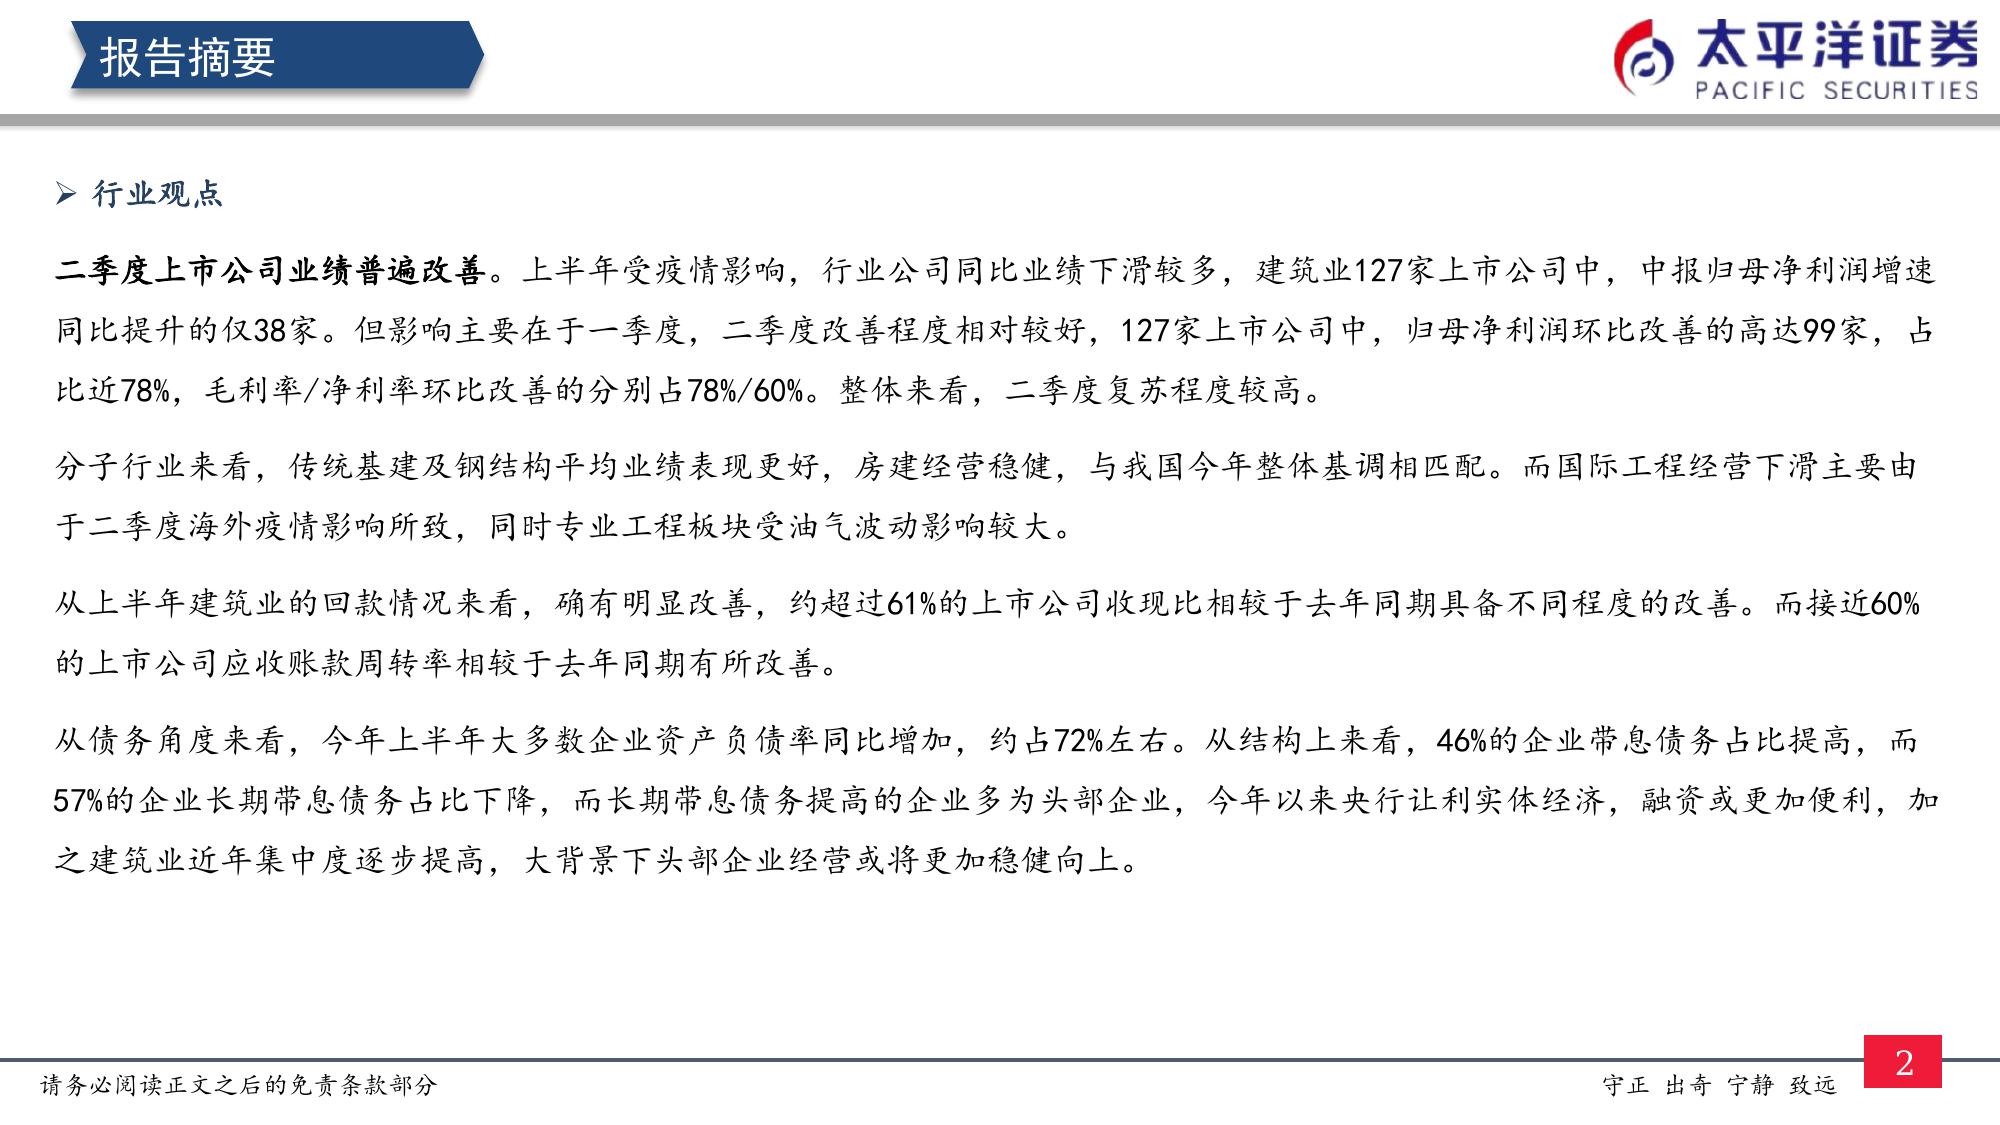 报告摘要
太平洋证券
PACIFIC SECURITIES
行业观点
二季度上市公司业绩普遍改善。上半年受疫情影响，行业公司同比业绩下滑较多，建筑业127家上市公司中，中报归母净利润增速
同比提升的仅38家。但影响主要在于一季度，二季度改善程度相对较好，127家上市公司中，归母净利润环比改善的高达99家，占
比近78%，毛利率/净利率环比改善的分别占78%/60%。整体来看，二季度复苏程度较高。
分子行业来看，传统基建及钢结构平均业绩表现更好，房建经营稳健，与我国今年整体基调相匹配。而国际工程经营下滑主要由
于二季度海外疫情影响所致，同时专业工程板块受油气波动影响较大。
从上半年建筑业的回款情况来看，确有明显改善，约超过61%的上市公司收现比相较于去年同期具备不同程度的改善。而接近60%
的上市公司应收账款周转率相较于去年同期有所改善。
从债务角度来看，今年上半年大多数企业资产负债率同比增加，约占72%左右。从结构上来看，46%的企业带息债务占比提高，而
57%的企业长期带息债务占比下降，而长期带息债务提高的企业多为头部企业，今年以来央行让利实体经济，融资或更加便利，加
之建筑业近年集中度逐步提高，大背景下头部企业经营或将更加稳健向上。
请务必阅读正文之后的免责条款部分
守正 出奇 宁静 致远
2